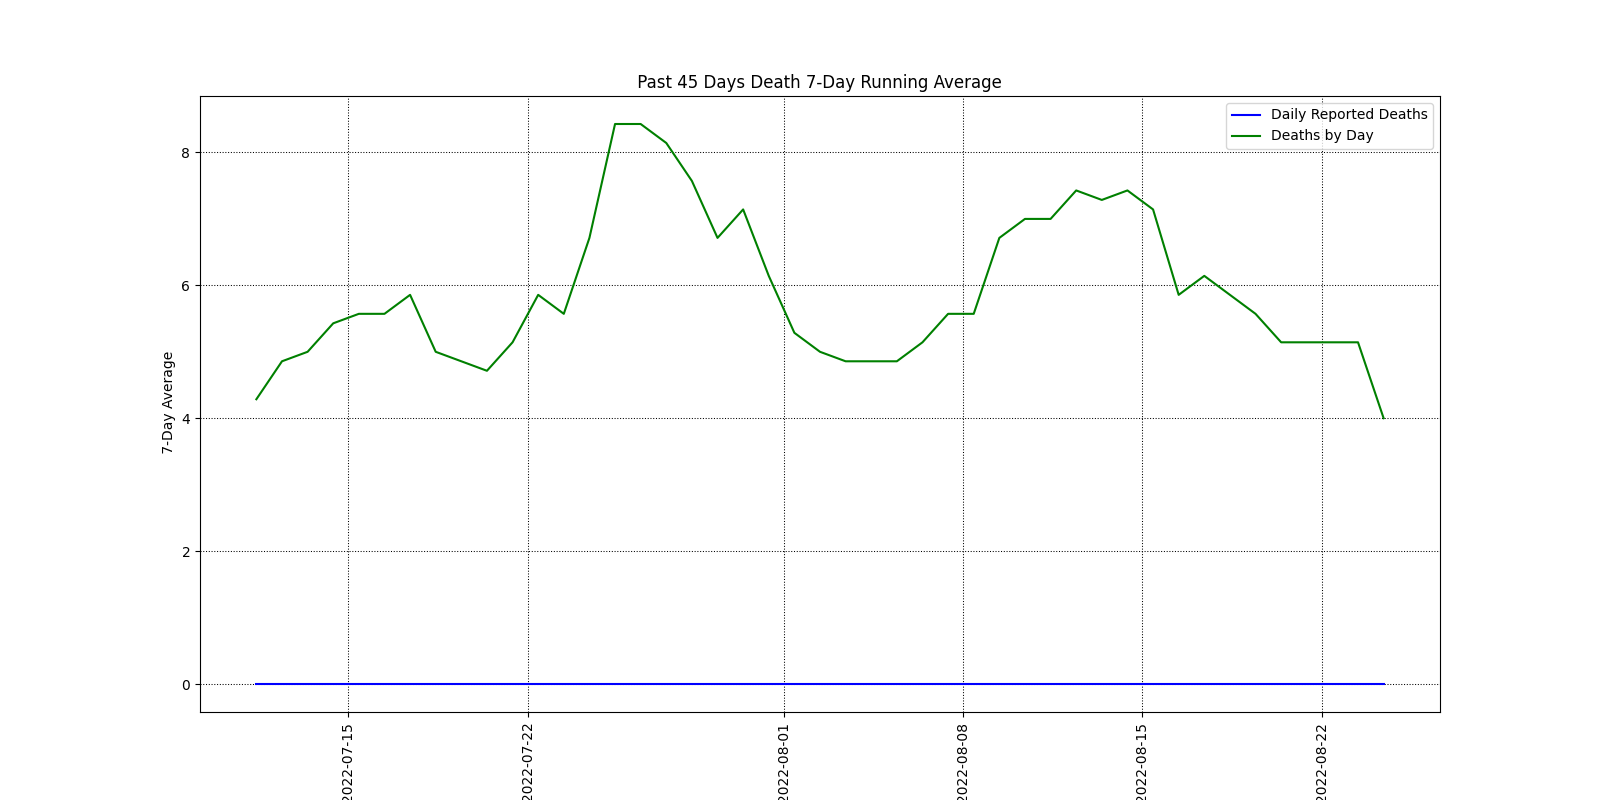 Past 45 Days Death 7-Day Running Average
Daily Reported Deaths
Deaths by Day
7-Day Average
8
6
4
2
0
2022-07-15
2022-07-22
2022-08-01
2022-08-08
2022-08-15
2022-08-22